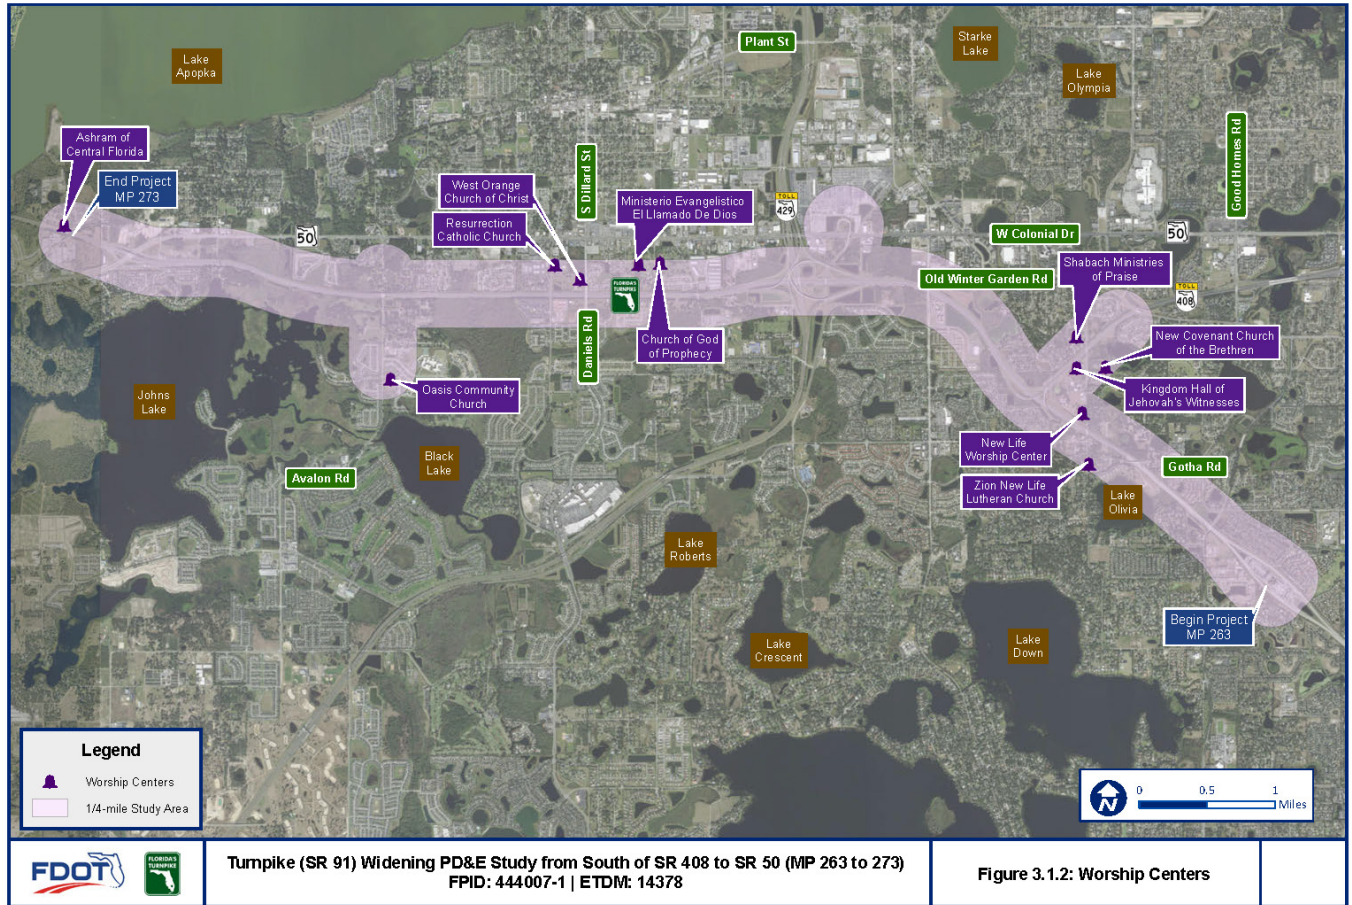 Plant St
Starke
Lake
Lake
Apopka
Lake
Olympia
Good Homes Rd
Ashram of
Central Florida
End Project
MP 273
S Dillard St
West Orange
Church of Christ
Ministerio Evangelistico
El Llamado De Dios
TOLL
429
Resurrection
Catholic Church
50
W Colonial Dr
50
Shabach Ministries
of Praise
Old Winter Garden Rd
FLORIDA'S
TURNPIKE
TOLL
408
Daniels Rd
Church of God
of Prophecy
New Covenant Church
of the Brethren
Kingdom Hall of
Jehovah's Witnesses
Oasis Community
Church
Johns
Lake
New Life
Worship Center
Black
Lake
Avalon Rd
Gotha Rd
Zion New Life
Lutheran Church
Lake
Olivia
Lake
Roberts
Begin Project
MP 263
Lake
Crescent
Lake
Down
Legend
Worship Centers
1/4-mile Study Area
N
0 0.5 1
Miles
FDOT
FLORIDA'S
TURNPIKE
Turnpike (SR 91) Widening PD&E Study from South of SR 408 to SR 50 (MP 263 to 273)
FPID: 444007-1 | ETDM: 14378
Figure 3.1.2: Worship Centers